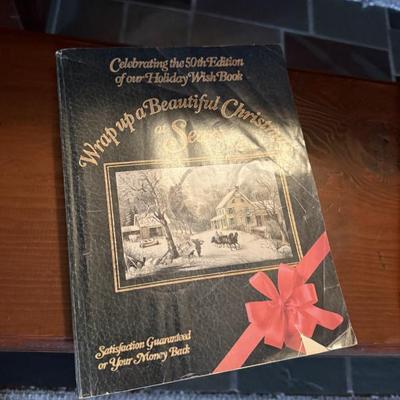 Celebrating the 50th Edition
of our Holiday Wish Book
Wrap up a Beautiful
at
Satisfaction Guaranteed
or Your Money Back